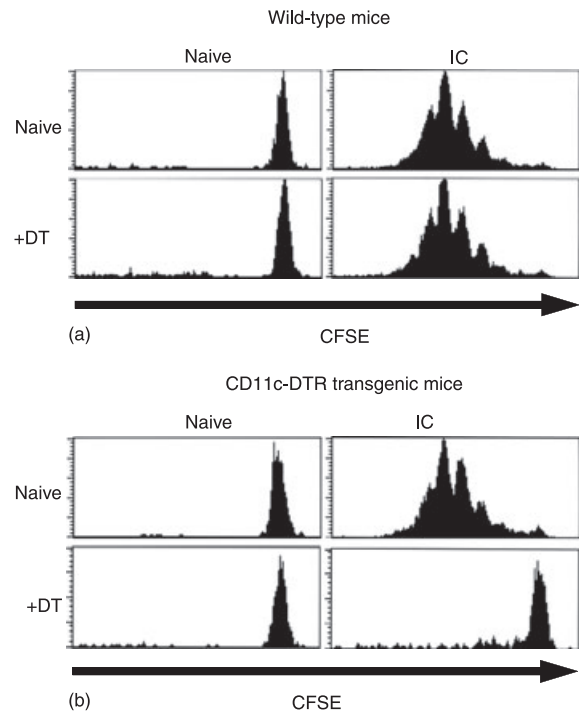 Wild-type mice
Naive IC
Naive
+DT
(a)
CFSE
CD11c-DTR transgenic mice
Naive IC
Naive
+DT
(b)
CFSE